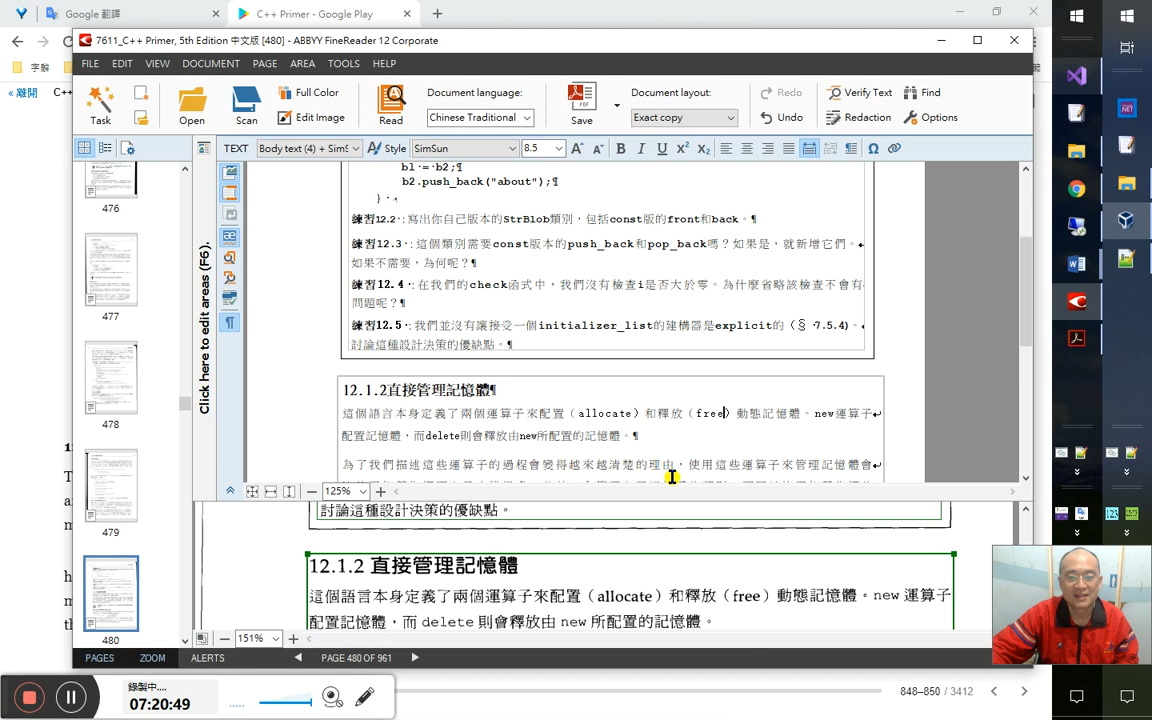 Google 翻譯
C++ Primer - Google Play
7611_C++ Primer, 5th Edition 中文版 [480] - ABBYY FineReader 12 Corporate
字齡
FILE EDIT VIEW DOCUMENT PAGE AREA TOOLS HELP
«離開 C++
Task
Open
Scan
Full Color
Edit Image
Read
Document language:
Chinese Traditional
Save
Document layout:
Exact copy
Redo
Undo
Verify Text
Redaction
Find
Options
TEXT Body text (4) + SimS Style SimSun 8.5 B I U
476
477
478
479
480
Click here to edit areas (F6).
b1·=·b2;¶
b2.push_back("about");¶
}
練習12.2·:寫出你自己版本的StrBlob類別，包括const版的front和back。¶
練習12.3·:這個類別需要const版本的push_back和pop_back嗎？如果是，就新增它們。
如果不需要，為何呢？¶
練習12.4·:在我們的check函式中，我們沒有檢查i是否大於零。為什麼省略該檢查不會有
問題呢？¶
練習12.5·:我們並沒有讓接受一個initializer_list的建構器是explicit的（§·7.5.4)。
討論這種設計決策的優缺點。¶
12.1.2直接管理記憶體¶
這個語言本身定義了兩個運算子來配置（allocate）和釋放（free）動態記憶體。new運算子
配置記憶體，而delete則會釋放由new所配置的記憶體。¶
為了我們描述這些運算子的過程會變得越來越清楚的理由，使用這些運算子來管理記憶體會
125%
討論這種設計決策的優缺點。
12.1.2 直接管理記憶體
這個語言本身定義了兩個運算子來配置（allocate）和釋放（free）動態記憶體。new 運算子
配置記憶體，而 delete 則會釋放由 new 所配置的記憶體。
151%
PAGES ZOOM ALERTS PAGE 480 OF 961
錄製中....
07:20:49
848–850 / 3412